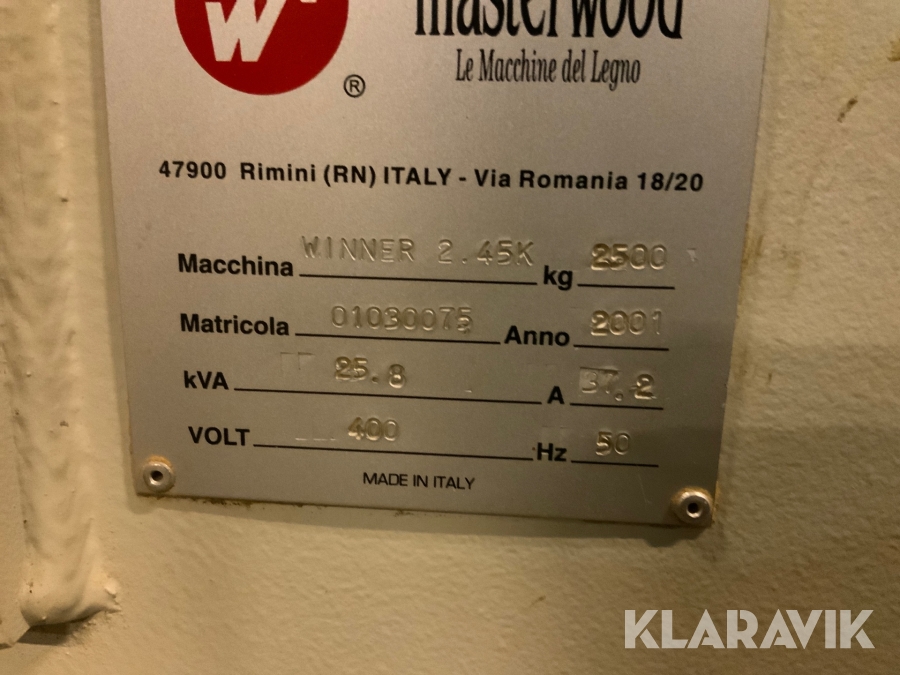 W
masterwood
®
Le Macchine del Legno
47900 Rimini (RN) ITALY - Via Romania 18/20
Macchina WINNER 2.45K kg 2500
Matricola 01030075 Anno 2001
kVA 25.8 A 37.2
VOLT 400 Hz 50
MADE IN ITALY
KLARAVIK